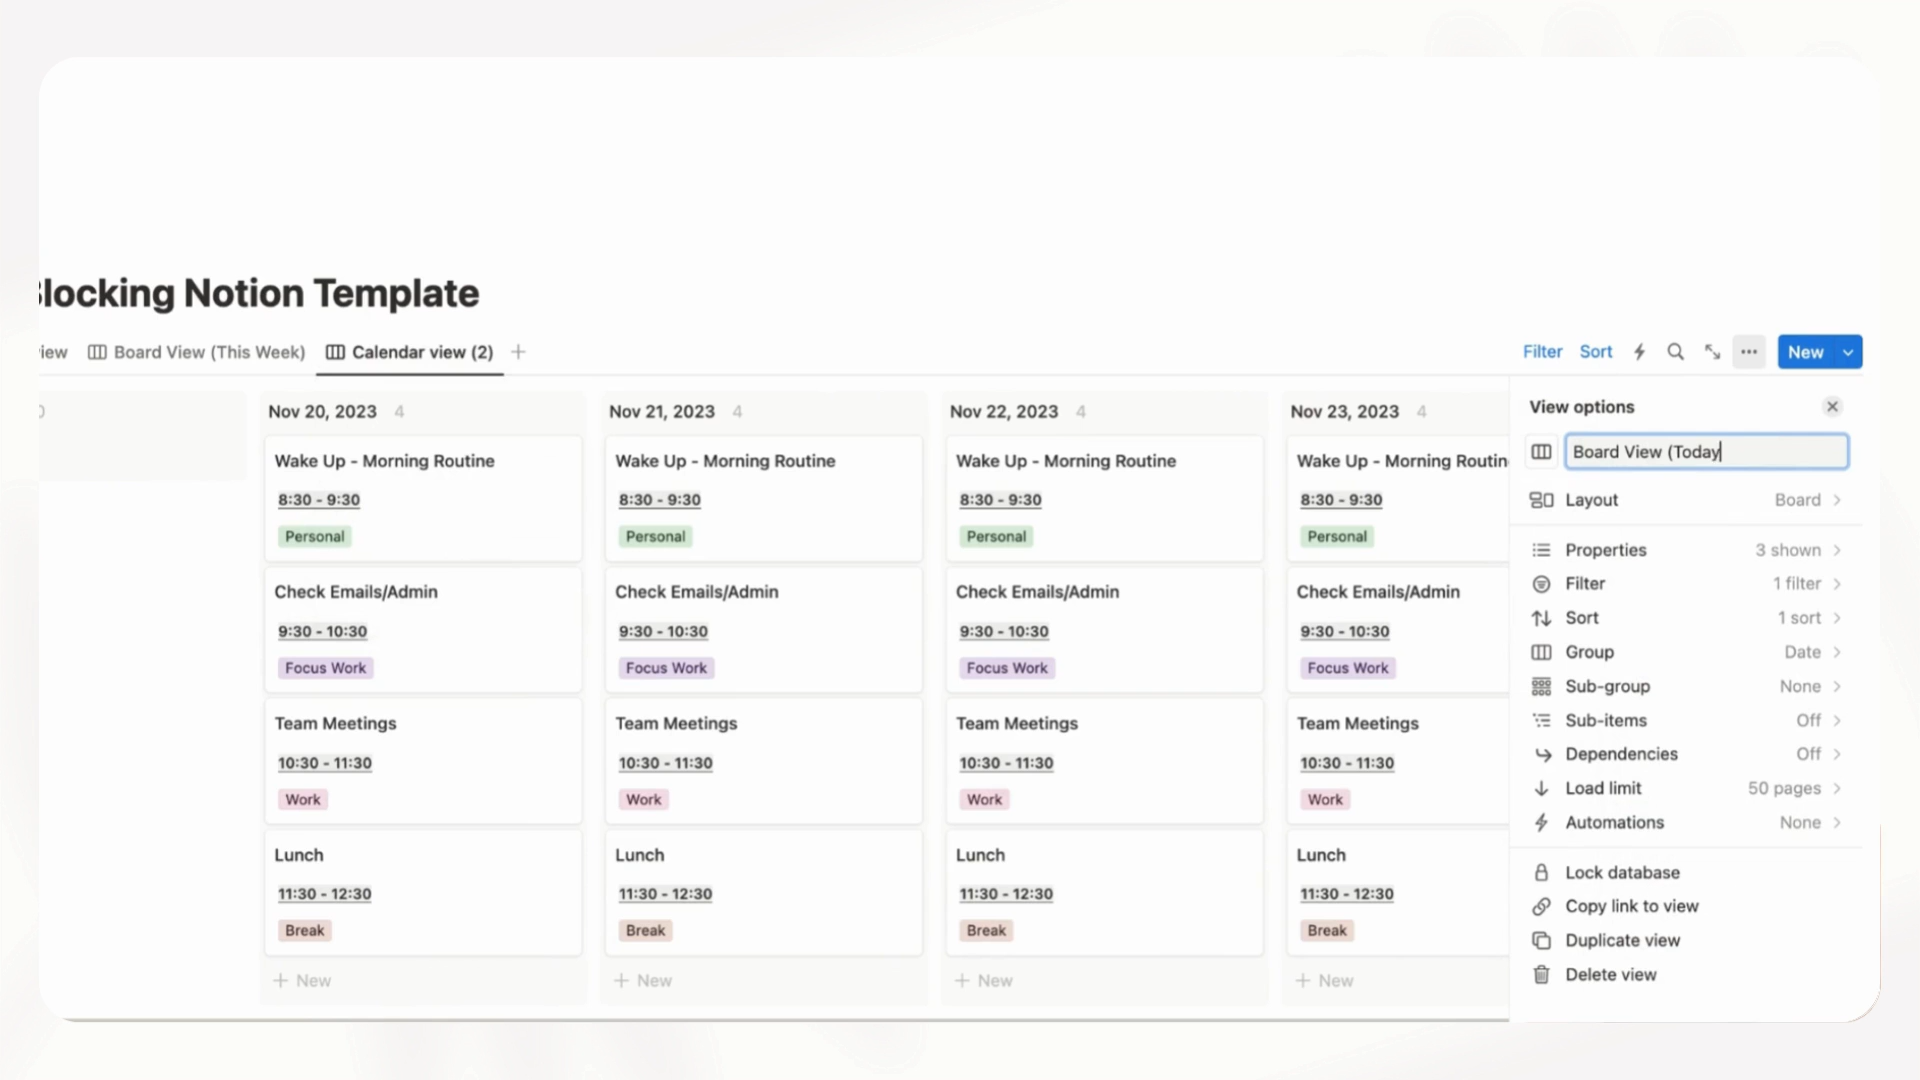 Blocking Notion Template
iew
Board View (This Week)
Calendar view (2)
Filter
Sort
New
0
Nov 20, 2023 4
Wake Up - Morning Routine
8:30 - 9:30
Personal
Check Emails/Admin
9:30 - 10:30
Focus Work
Team Meetings
10:30 - 11:30
Work
Lunch
11:30 - 12:30
Break
New
Nov 21, 2023 4
Wake Up - Morning Routine
8:30 - 9:30
Personal
Check Emails/Admin
9:30 - 10:30
Focus Work
Team Meetings
10:30 - 11:30
Work
Lunch
11:30 - 12:30
Break
New
Nov 22, 2023 4
Wake Up - Morning Routine
8:30 - 9:30
Personal
Check Emails/Admin
9:30 - 10:30
Focus Work
Team Meetings
10:30 - 11:30
Work
Lunch
11:30 - 12:30
Break
New
Nov 23, 2023 4
Wake Up - Morning Routin
8:30 - 9:30
Personal
Check Emails/Admin
9:30 - 10:30
Focus Work
Team Meetings
10:30 - 11:30
Work
Lunch
11:30 - 12:30
Break
New
View options
Board View (Today
Layout Board
Properties 3 shown
Filter 1 filter
Sort 1 sort
Group Date
Sub-group None
Sub-items Off
Dependencies Off
Load limit 50 pages
Automations None
Lock database
Copy link to view
Duplicate view
Delete view